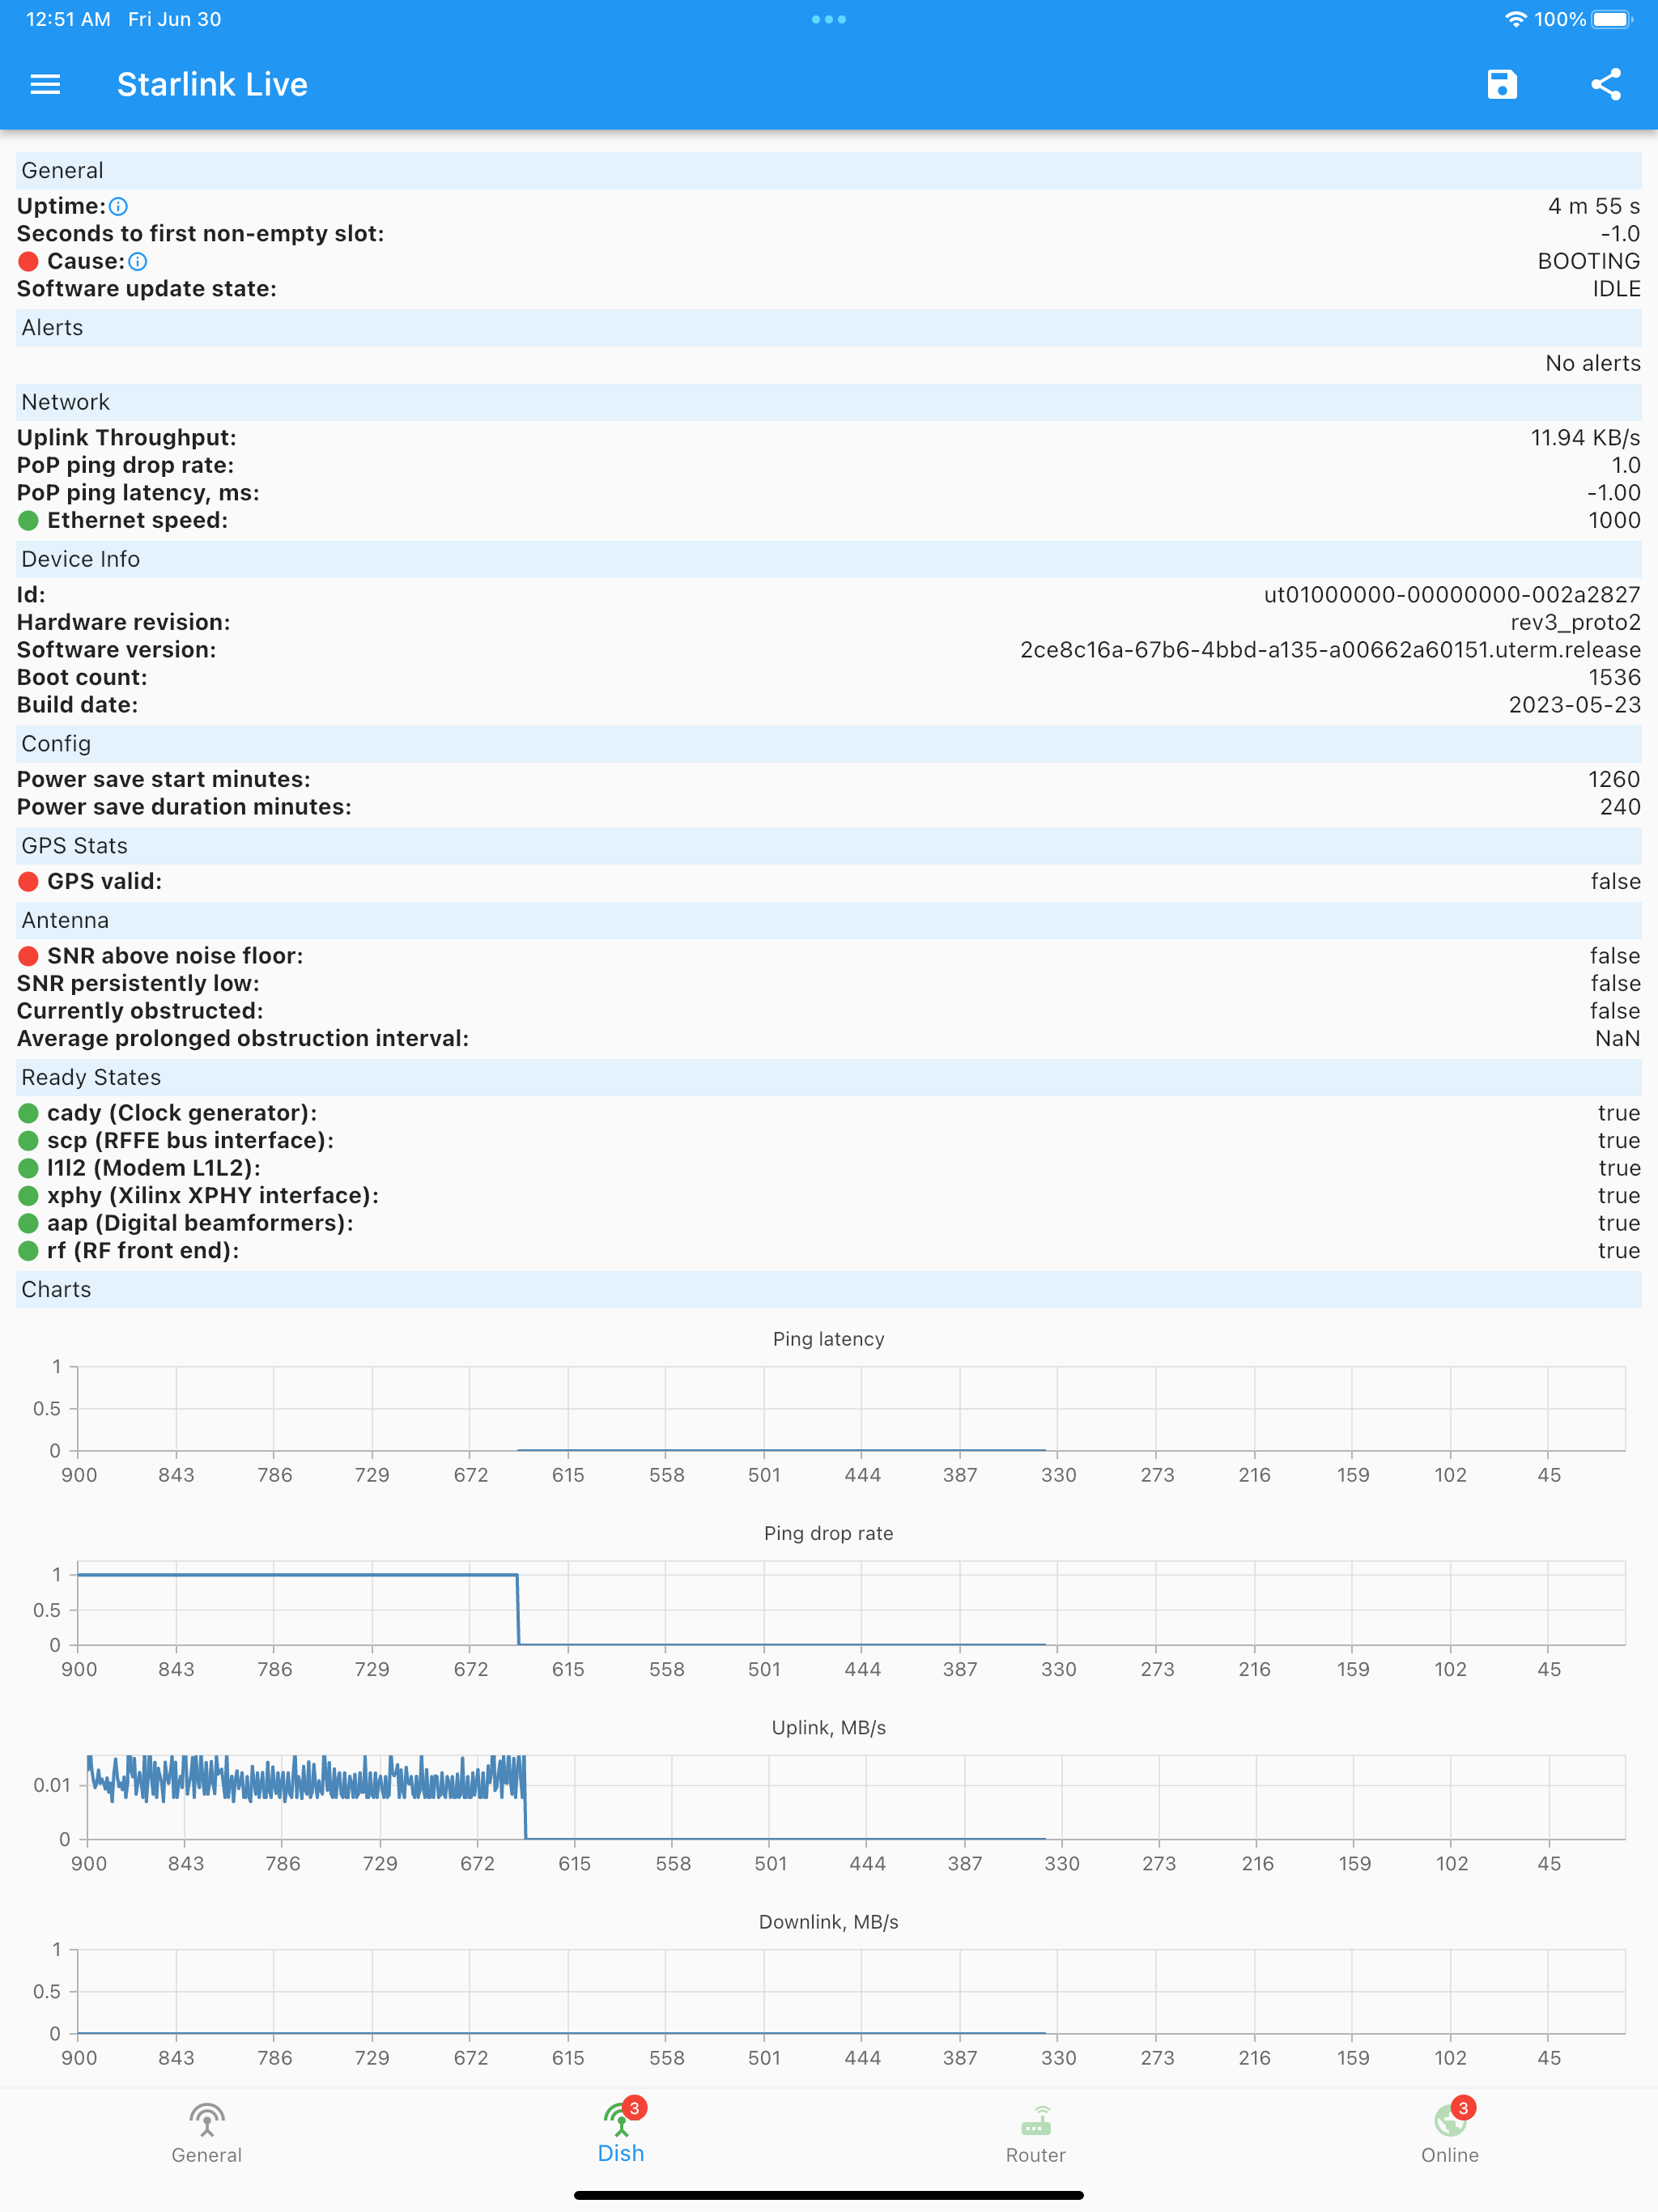 12:51 AM Fri Jun 30 100%
Starlink Live
General
Uptime: 4 m 55 s
Seconds to first non-empty slot: -1.0
Cause: BOOTING
Software update state: IDLE
Alerts
No alerts
Network
Uplink Throughput: 11.94 KB/s
PoP ping drop rate: 1.0
PoP ping latency, ms: -1.00
Ethernet speed: 1000
Device Info
Id: ut01000000-00000000-002a2827
Hardware revision: rev3_proto2
Software version: 2ce8c16a-67b6-4bbd-a135-a00662a60151.uterm.release
Boot count: 1536
Build date: 2023-05-23
Config
Power save start minutes: 1260
Power save duration minutes: 240
GPS Stats
GPS valid: false
Antenna
SNR above noise floor: false
SNR persistently low: false
Currently obstructed: false
Average prolonged obstruction interval: NaN
Ready States
cady (Clock generator): true
scp (RFFE bus interface): true
l1l2 (Modem L1L2): true
xphy (Xilinx XPHY interface): true
aap (Digital beamformers): true
rf (RF front end): true
Charts
Ping latency
1
0.5
0
900 843 786 729 672 615 558 501 444 387 330 273 216 159 102 45
Ping drop rate
1
0.5
0
900 843 786 729 672 615 558 501 444 387 330 273 216 159 102 45
Uplink, MB/s
0.01
0
900 843 786 729 672 615 558 501 444 387 330 273 216 159 102 45
Downlink, MB/s
1
0.5
0
900 843 786 729 672 615 558 501 444 387 330 273 216 159 102 45
3 3
General Dish Router Online